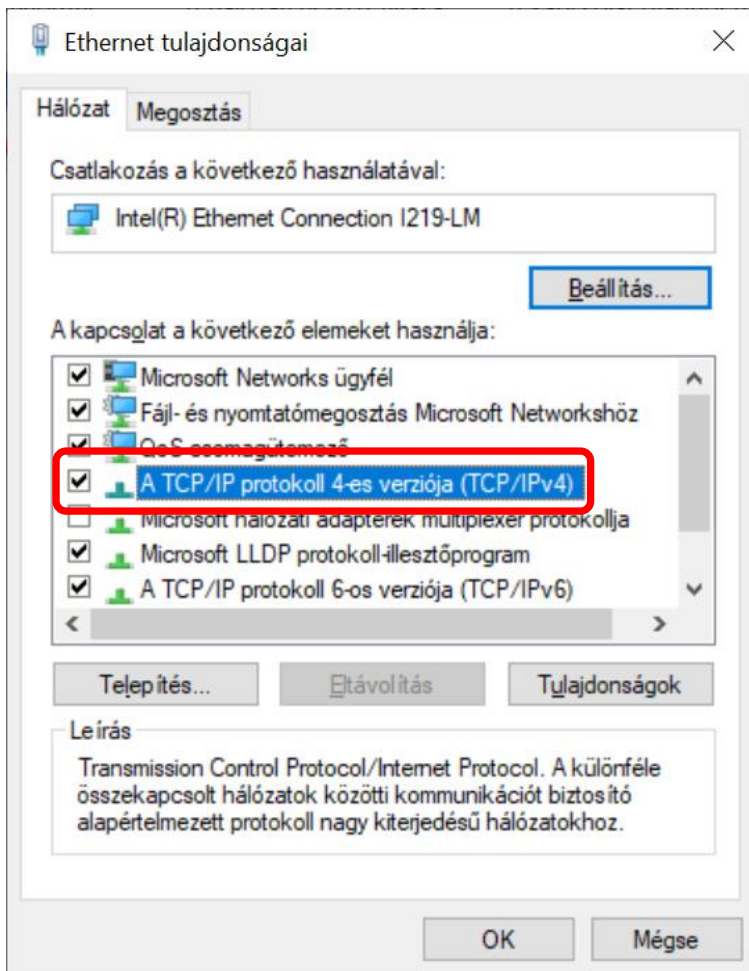 Ethernet tulajdonságai
Hálózat Megosztás
Csatlakozás a következő használatával:
Intel(R) Ethernet Connection I219-LM
Beállítás...
A kapcsolat a következő elemeket használja:
Microsoft Networks ügyfél
Fájl- és nyomtatómegosztás Microsoft Networkshöz
QoS csomagütemező
A TCP/IP protokoll 4-es verziója (TCP/IPv4)
Microsoft hálózati adapterek multiplexer protokollja
Microsoft LLDP protokoll-illesztőprogram
A TCP/IP protokoll 6-os verziója (TCP/IPv6)
Telepítés... Eltávolítás Tulajdonságok
Leírás
Transmission Control Protocol/Internet Protocol. A különféle
összekapcsolt hálózatok közötti kommunikációt biztosító
alapértelmezett protokoll nagy kiterjedésű hálózatokhoz.
OK Mégse